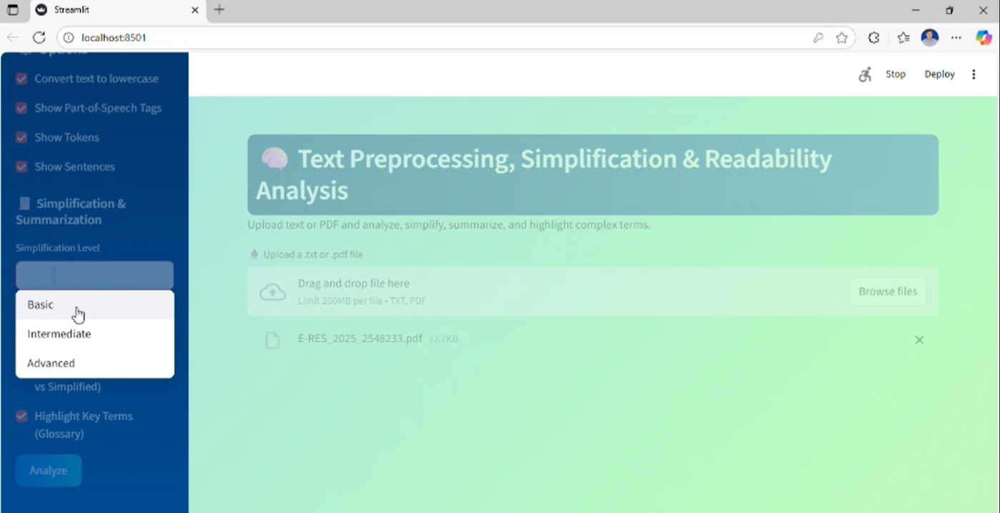 Streamlit
localhost:8501
Options
Convert text to lowercase
Show Part-of-Speech Tags
Show Tokens
Show Sentences
Simplification &
Summarization
Simplification Level
Basic
Intermediate
Advanced
vs Simplified)
Highlight Key Terms
(Glossary)
Analyze
Stop
Deploy
Text Preprocessing, Simplification & Readability
Analysis
Upload text or PDF and analyze, simplify, summarize, and highlight complex terms.
Upload a .txt or .pdf file
Drag and drop file here
Limit 200MB per file • TXT, PDF
Browse files
E-RES_2025_2548233.pdf 33.7KB